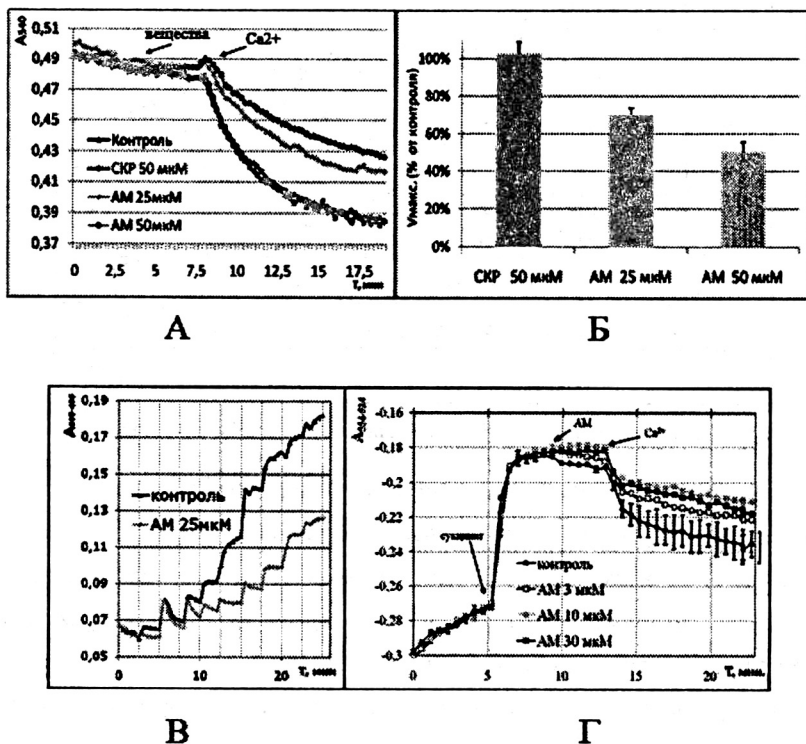 A540
0,51
0,49
0,47
0,45
0,43
0,41
0,39
0,37
вещества
Ca2+
Контроль
СКР 50 мкМ
АМ 25мкМ
АМ 50мкМ
0 2,5 5 7,5 10 12,5 15 17,5
Т, мин
А
Vмакс. (% от контроля)
100%
80%
60%
40%
20%
0%
СКР 50 мкМ АМ 25 мкМ АМ 50 мкМ
Б
0,19
0,17
0,15
0,13
0,11
0,09
0,07
0,05
контроль
АМ 25мкМ
0 10 20
Т, мин
В
-0,16
-0,18
-0,2
-0,22
-0,24
-0,26
-0,28
-0,3
АМ
Ca²⁺
контроль
АМ 3 мкМ
АМ 10 мкМ
АМ 30 мкМ
0 5 10 15 20
Т, мин.
Г